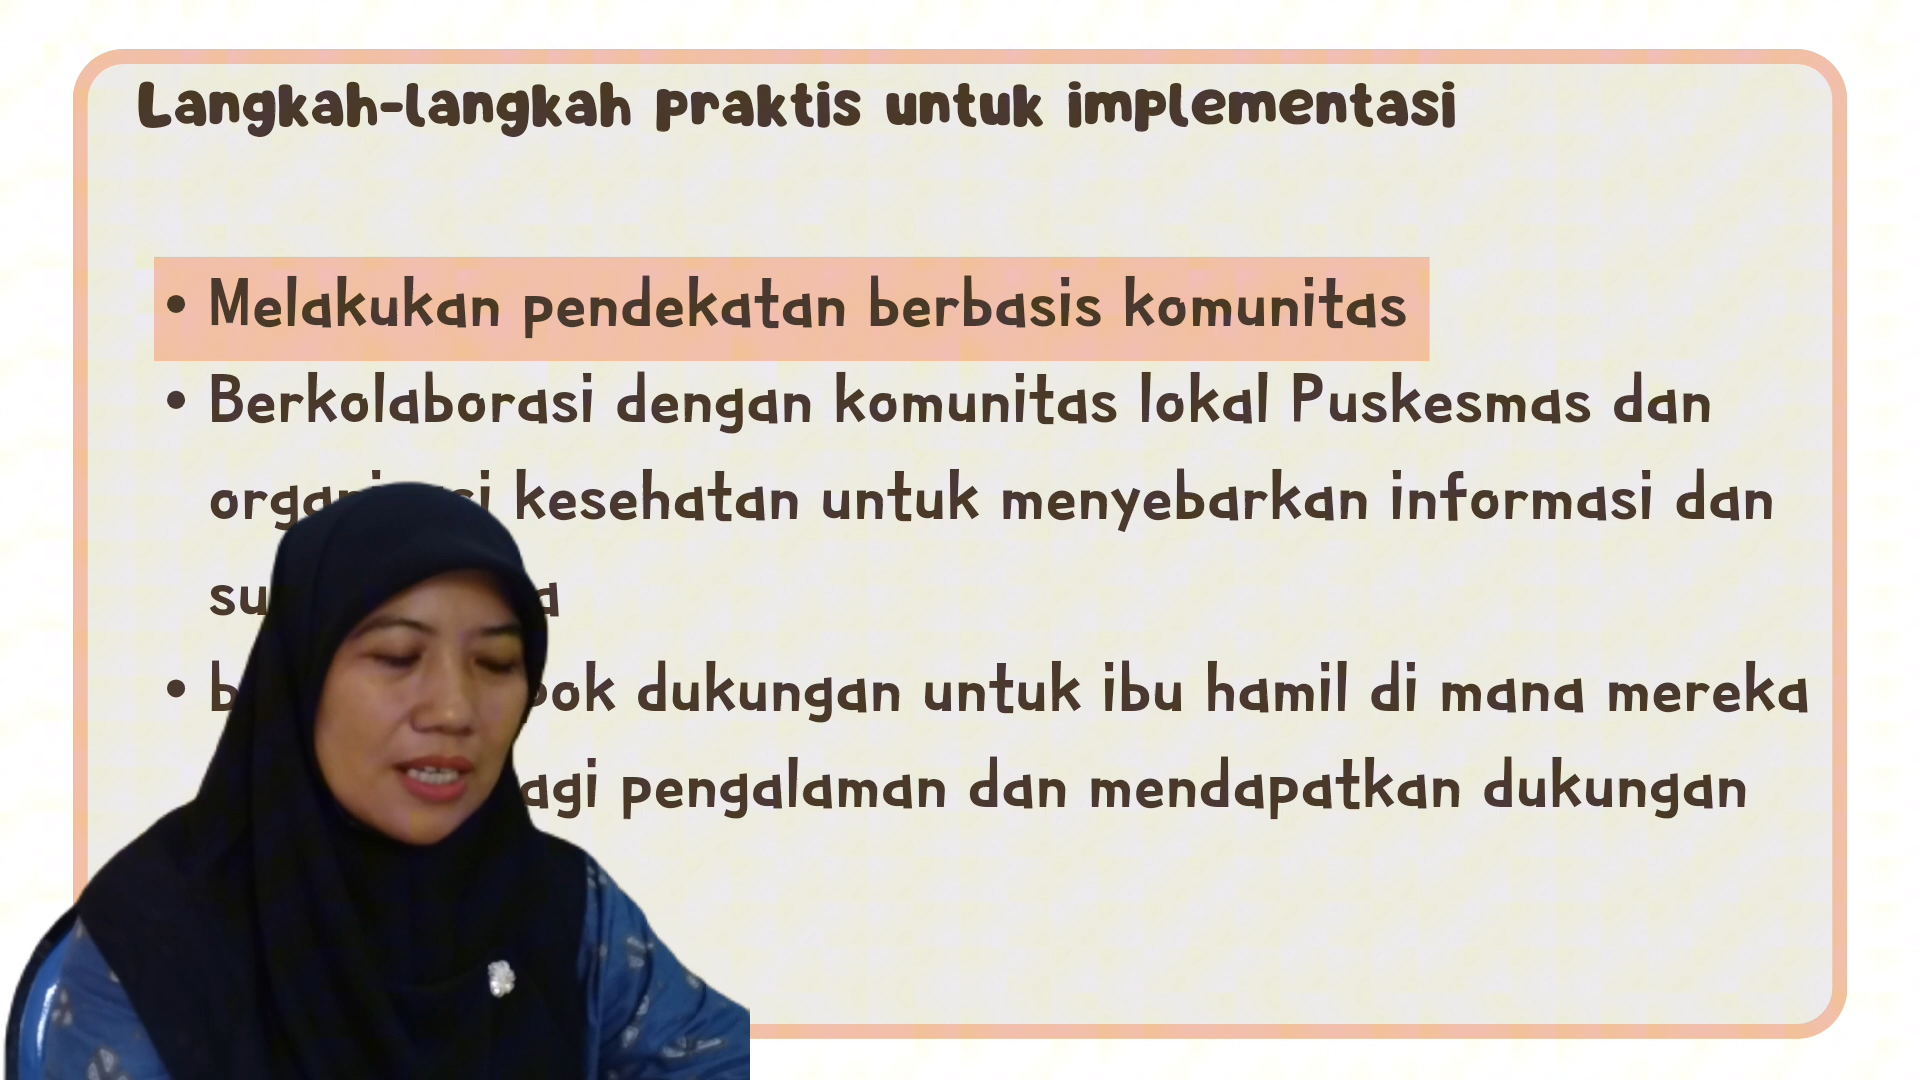 Langkah-langkah praktis untuk implementasi
• Melakukan pendekatan berbasis komunitas
• Berkolaborasi dengan komunitas lokal Puskesmas dan
kesehatan untuk menyebarkan informasi dan
• dukungan untuk ibu hamil di mana mereka
pengalaman dan mendapatkan dukungan